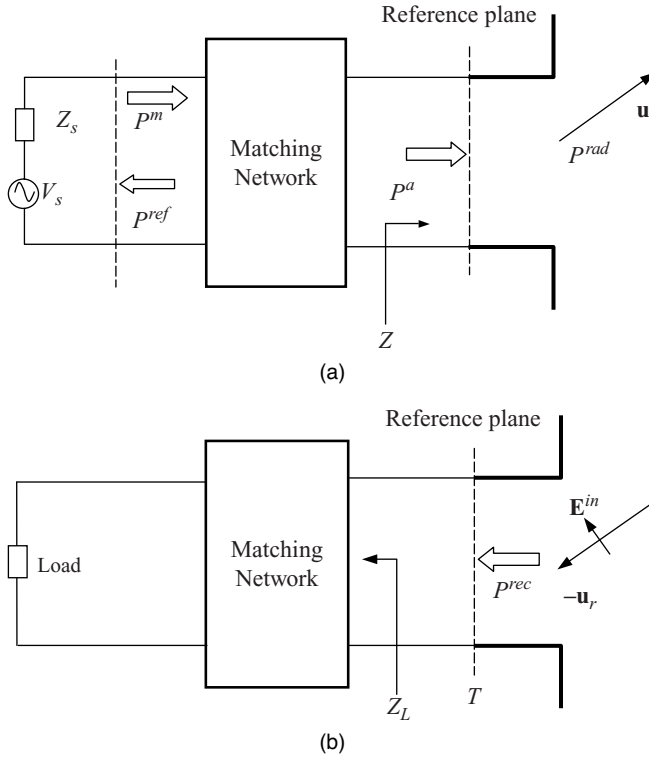 Reference plane
Z_s
P^m
Matching
Network
u
P^rad
V_s
P^ref
P^a
Z
(a)
Reference plane
Load
Matching
Network
E^in
P^rec
–u_r
Z_L
T
(b)